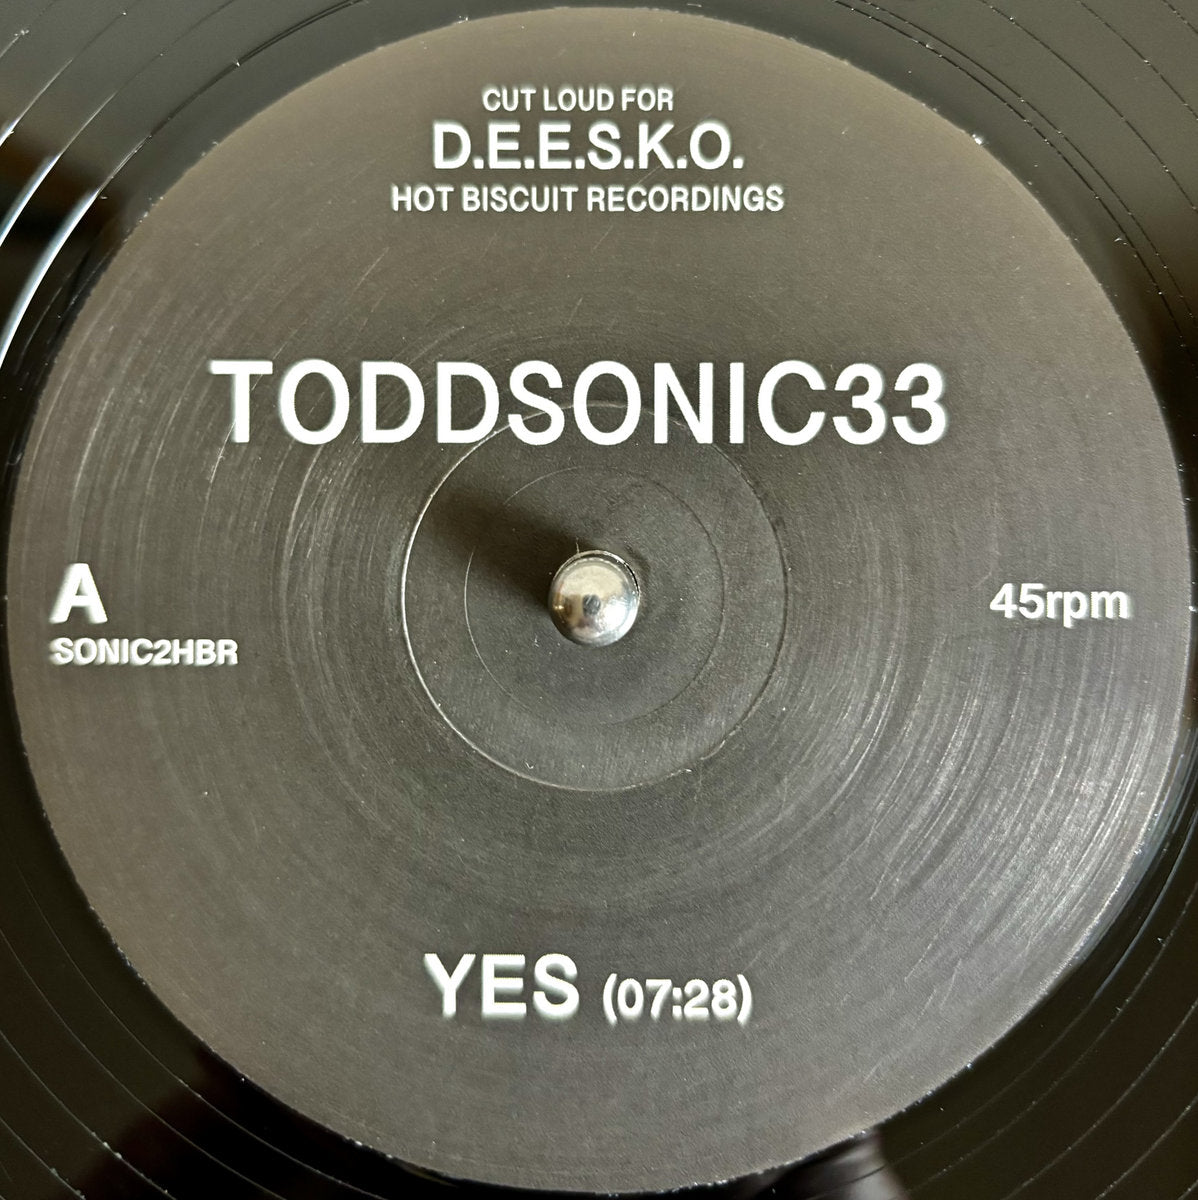 CUT LOUD FOR
D.E.E.S.K.O.
HOT BISCUIT RECORDINGS
TODDSONIC33
A
SONIC2HBR
45rpm
YES (07:28)